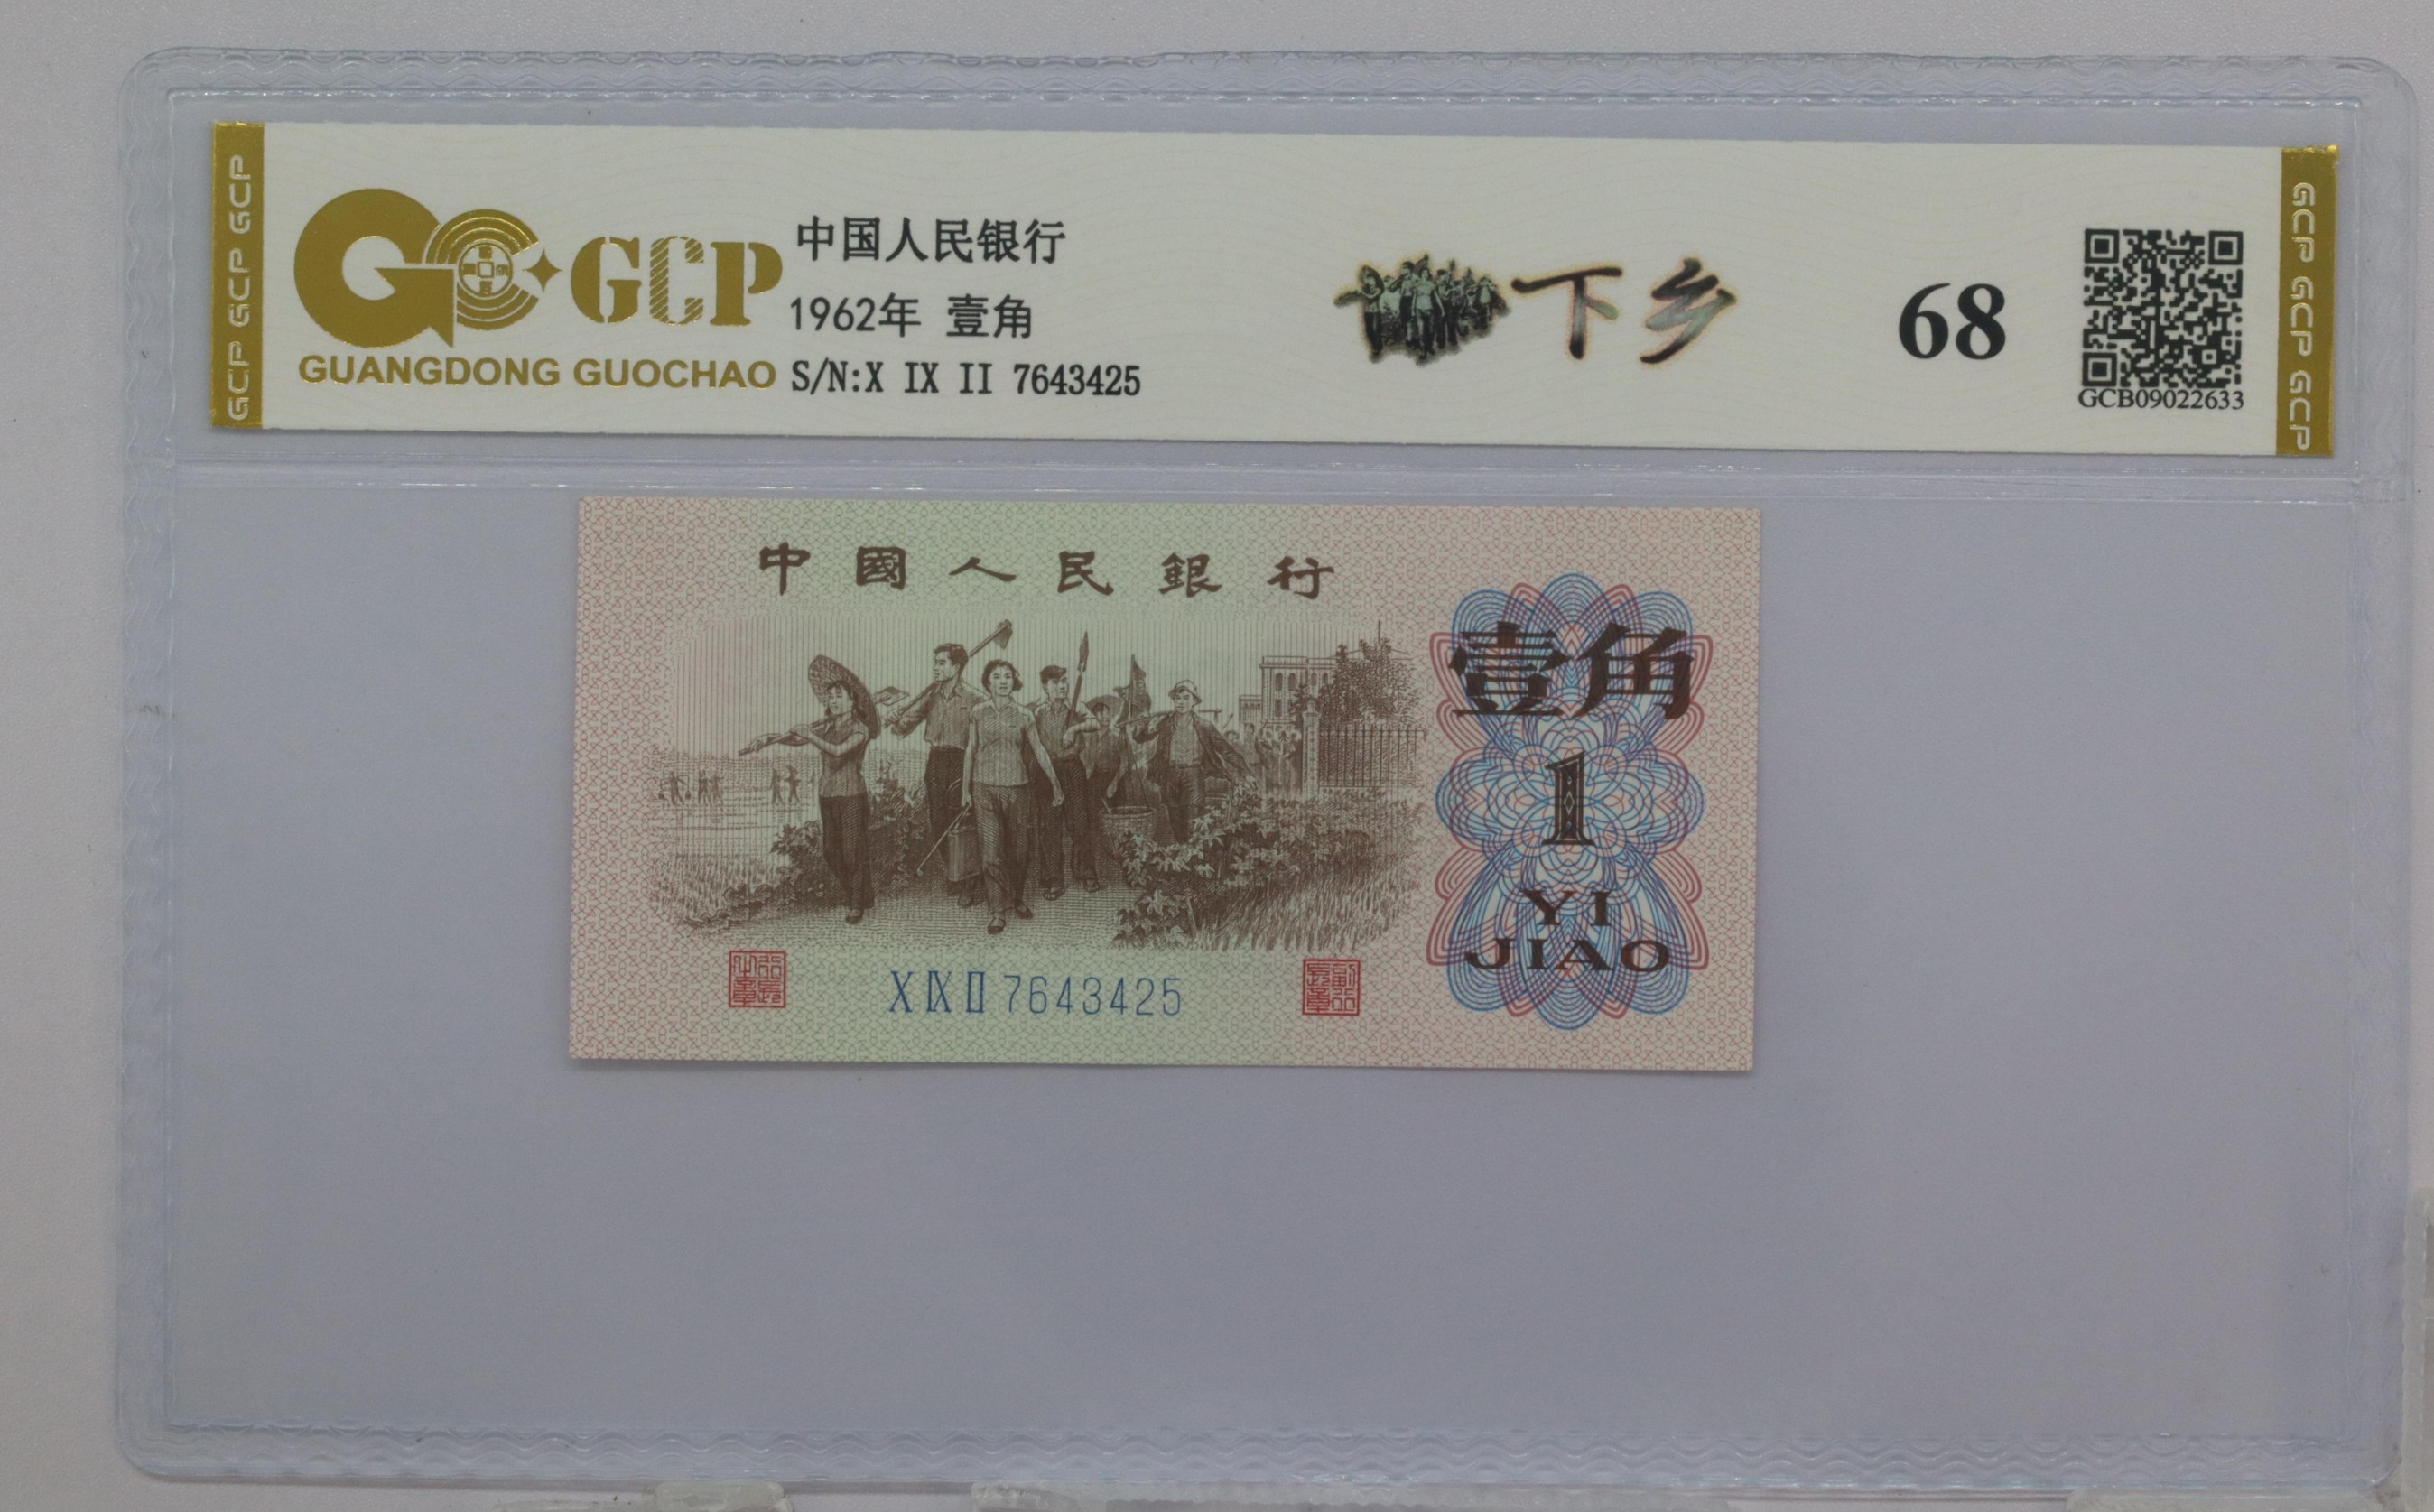 GCP GCP GCP
GCP
GUANGDONG GUOCHAO
中国人民银行
1962年 壹角
S/N:X IX II 7643425
下乡
68
GCB09022633
GCP GCP GCP
中國人民銀行
壹角
1
YI
JIAO
X IX II 7643425